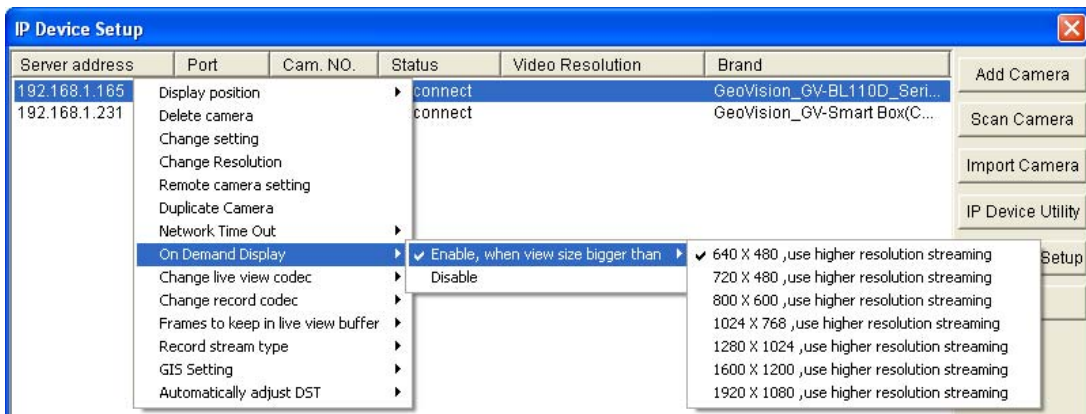 IP Device Setup
Server address Port Cam. NO. Status Video Resolution Brand
192.168.1.165 connect GeoVision_GV-BL110D_Seri...
192.168.1.231 connect GeoVision_GV-Smart Box(C...
Add Camera
Scan Camera
Import Camera
IP Device Utility
Setup
Display position
Delete camera
Change setting
Change Resolution
Remote camera setting
Duplicate Camera
Network Time Out
On Demand Display
Change live view codec
Change record codec
Frames to keep in live view buffer
Record stream type
GIS Setting
Automatically adjust DST
Enable, when view size bigger than
Disable
640 X 480 ,use higher resolution streaming
720 X 480 ,use higher resolution streaming
800 X 600 ,use higher resolution streaming
1024 X 768 ,use higher resolution streaming
1280 X 1024 ,use higher resolution streaming
1600 X 1200 ,use higher resolution streaming
1920 X 1080 ,use higher resolution streaming